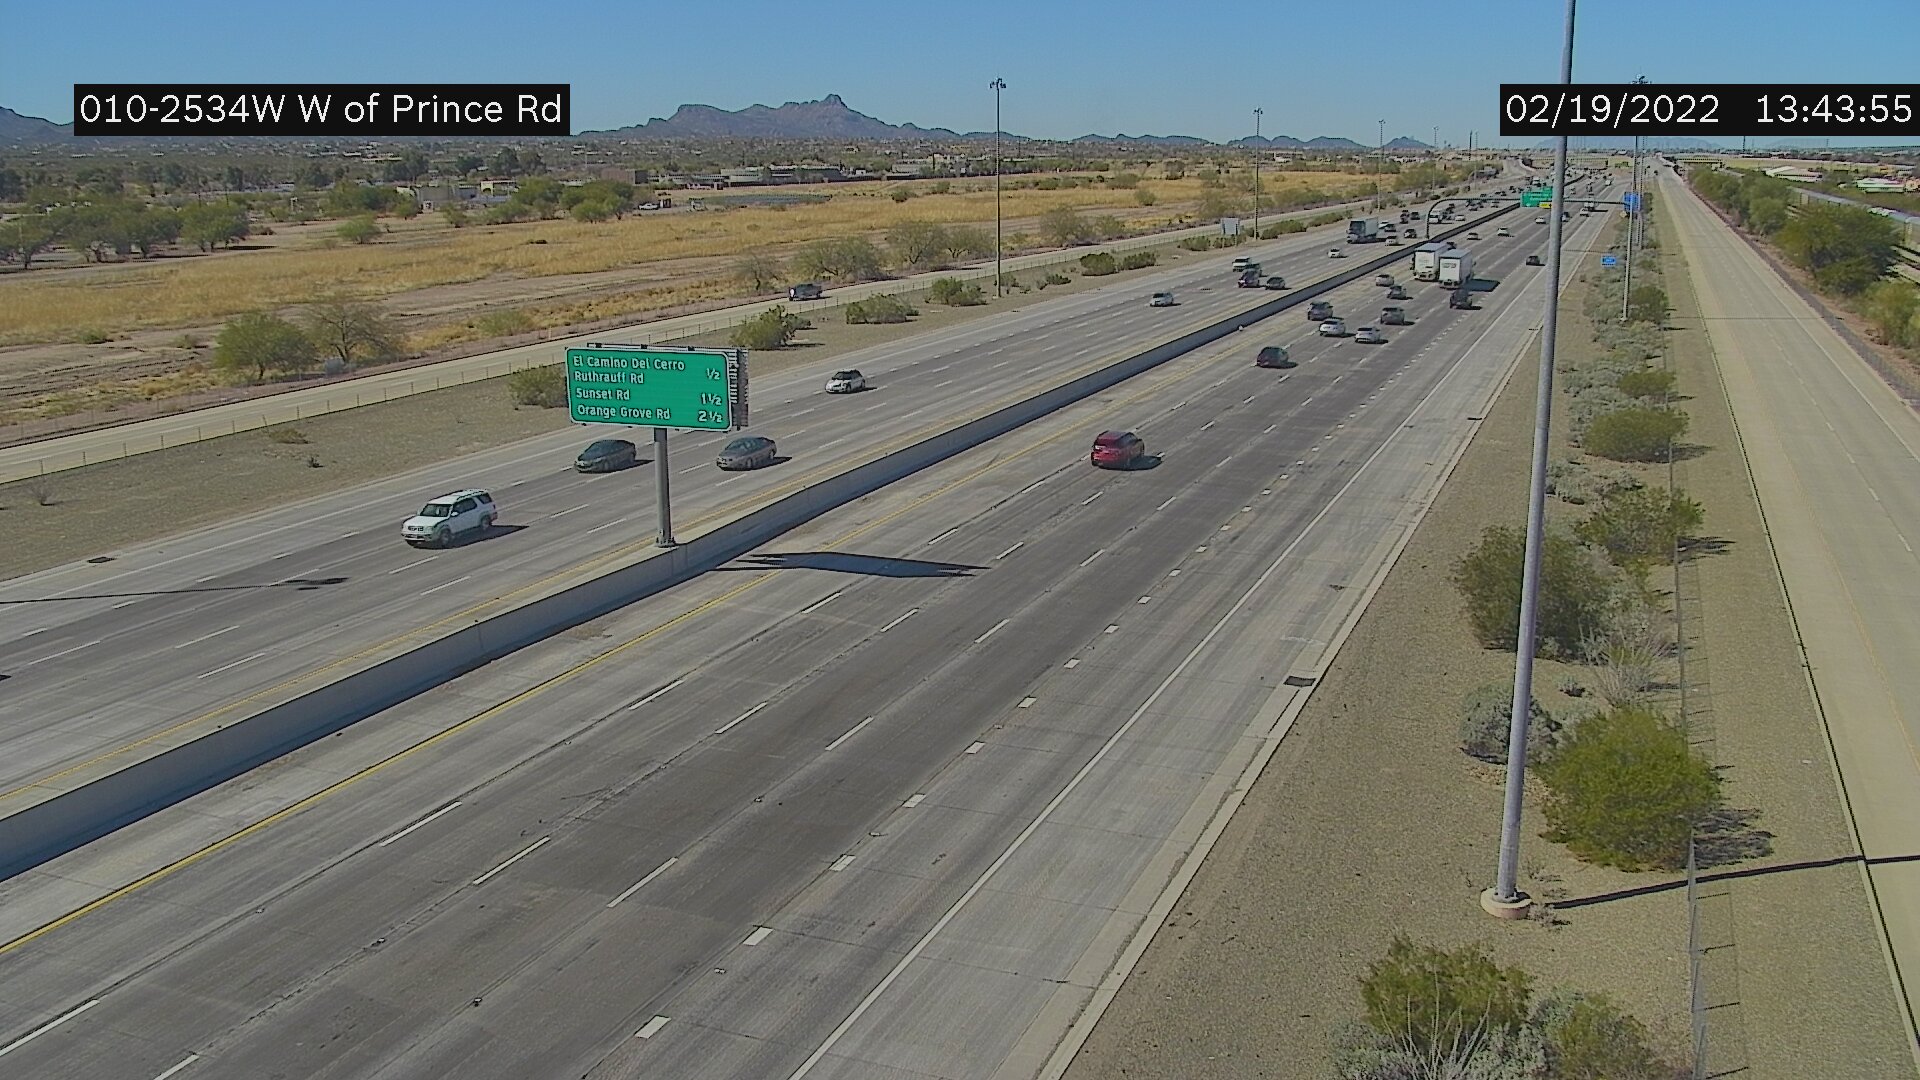 010-2534W W of Prince Rd
02/19/2022 13:43:55
El Camino Del Cerro
Ruthrauff Rd 1/2
Sunset Rd 1 1/2
Orange Grove Rd 2 1/2